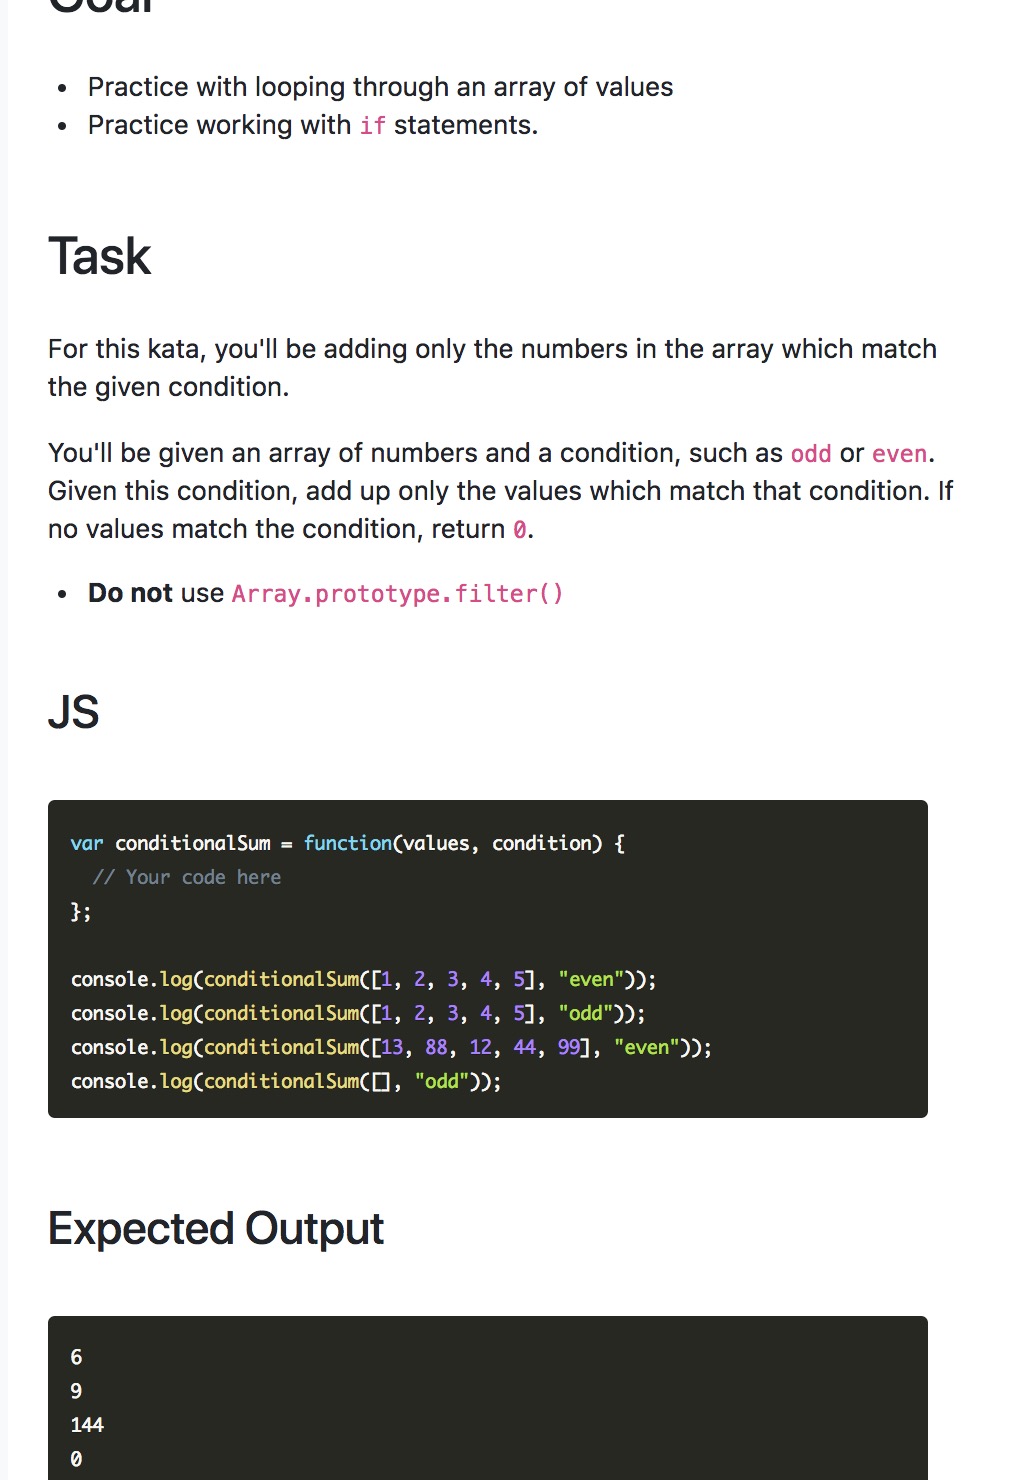 Goal
Practice with looping through an array of values
Practice working with if statements.
Task
For this kata, you'll be adding only the numbers in the array which match
the given condition.
You'll be given an array of numbers and a condition, such as odd or even.
Given this condition, add up only the values which match that condition. If
no values match the condition, return 0.
Do not use Array.prototype.filter()
JS
var conditionalSum = function(values, condition) {
  // Your code here
};
console.log(conditionalSum([1, 2, 3, 4, 5], "even"));
console.log(conditionalSum([1, 2, 3, 4, 5], "odd"));
console.log(conditionalSum([13, 88, 12, 44, 99], "even"));
console.log(conditionalSum([], "odd"));
Expected Output
6
9
144
0